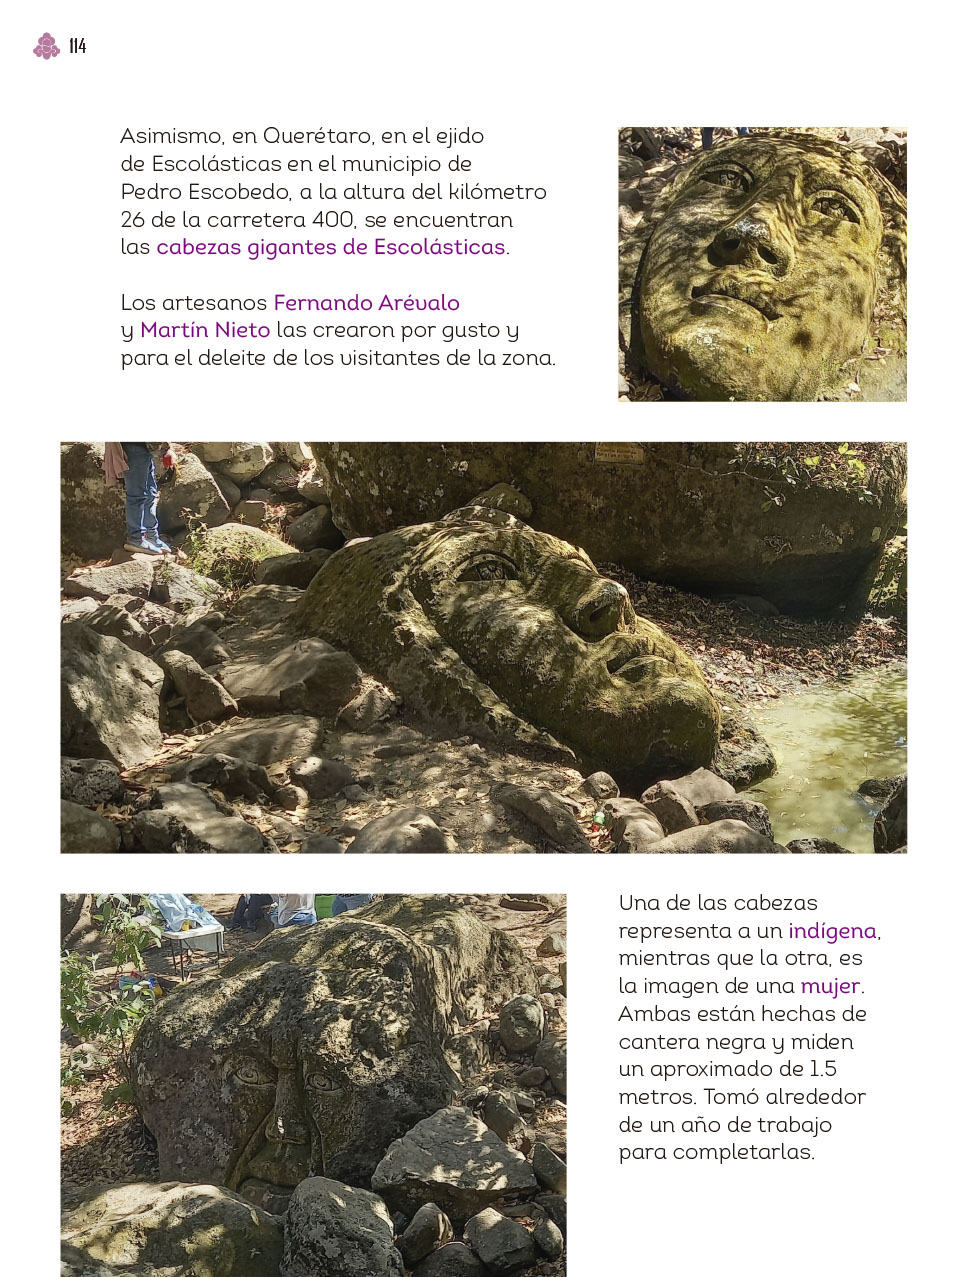 114
Asimismo, en Querétaro, en el ejido
de Escolásticas en el municipio de
Pedro Escobedo, a la altura del kilómetro
26 de la carretera 400, se encuentran
las cabezas gigantes de Escolásticas.
Los artesanos Fernando Arévalo
y Martín Nieto las crearon por gusto y
para el deleite de los visitantes de la zona.
Una de las cabezas
representa a un indígena,
mientras que la otra, es
la imagen de una mujer.
Ambas están hechas de
cantera negra y miden
un aproximado de 1.5
metros. Tomó alrededor
de un año de trabajo
para completarlas.